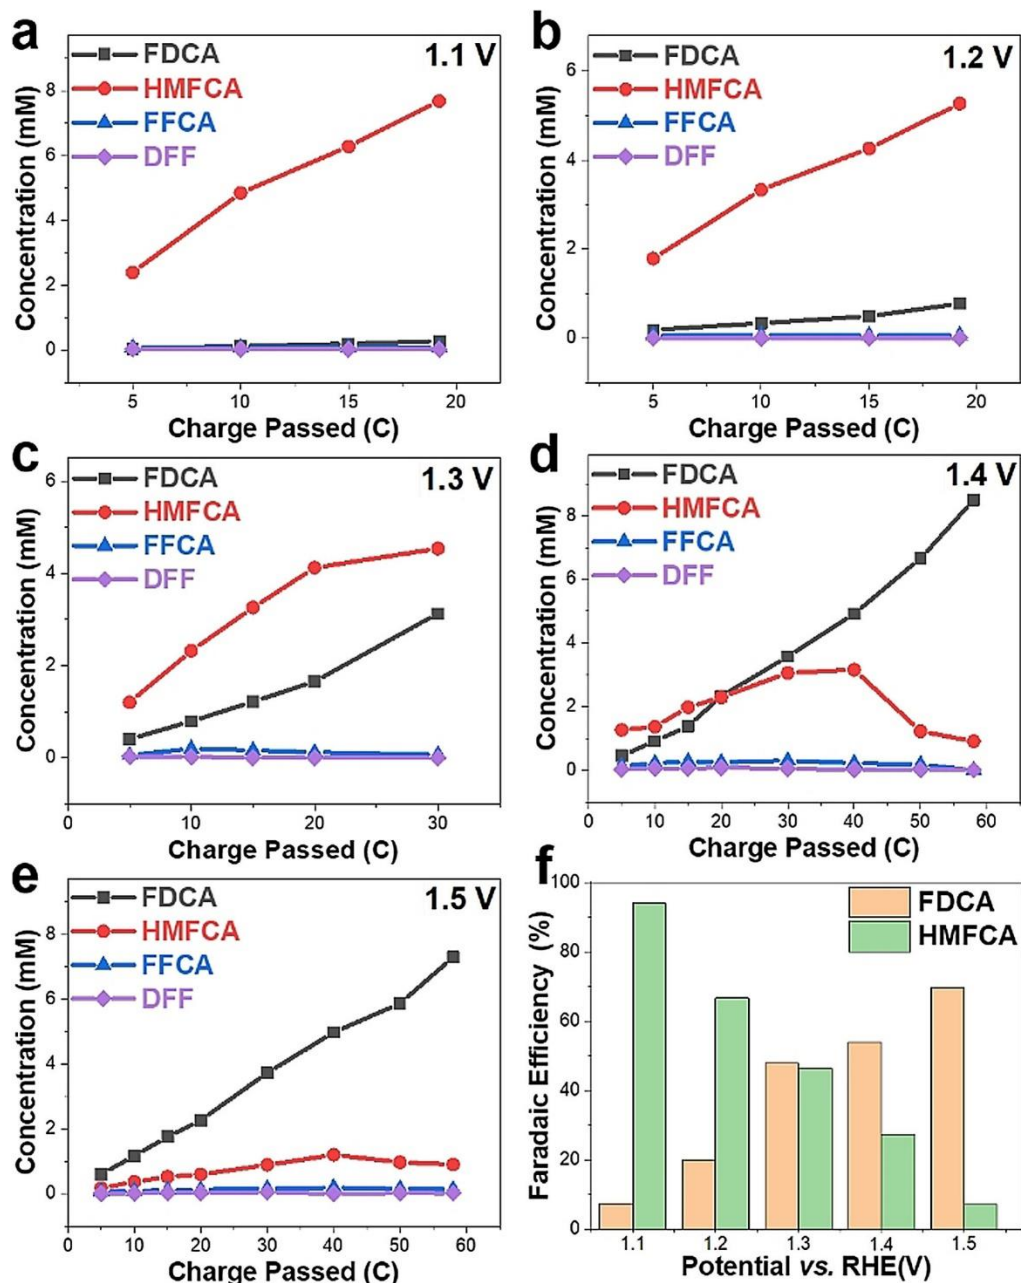 a
FDCA
HMFCA
FFCA
DFF
1.1 V
Concentration (mM)
8
6
4
2
0
5
10
15
20
Charge Passed (C)
b
FDCA
HMFCA
FFCA
DFF
1.2 V
Concentration (mM)
6
4
2
0
5
10
15
20
Charge Passed (C)
c
FDCA
HMFCA
FFCA
DFF
1.3 V
Concentration (mM)
6
4
2
0
0
10
20
30
Charge Passed (C)
d
FDCA
HMFCA
FFCA
DFF
1.4 V
Concentration (mM)
8
6
4
2
0
0
10
20
30
40
50
60
Charge Passed (C)
e
FDCA
HMFCA
FFCA
DFF
1.5 V
Concentration (mM)
8
6
4
2
0
0
10
20
30
40
50
60
Charge Passed (C)
f
FDCA
HMFCA
Faradaic Efficiency (%)
100
80
60
40
20
0
1.1
1.2
1.3
1.4
1.5
Potential vs. RHE(V)